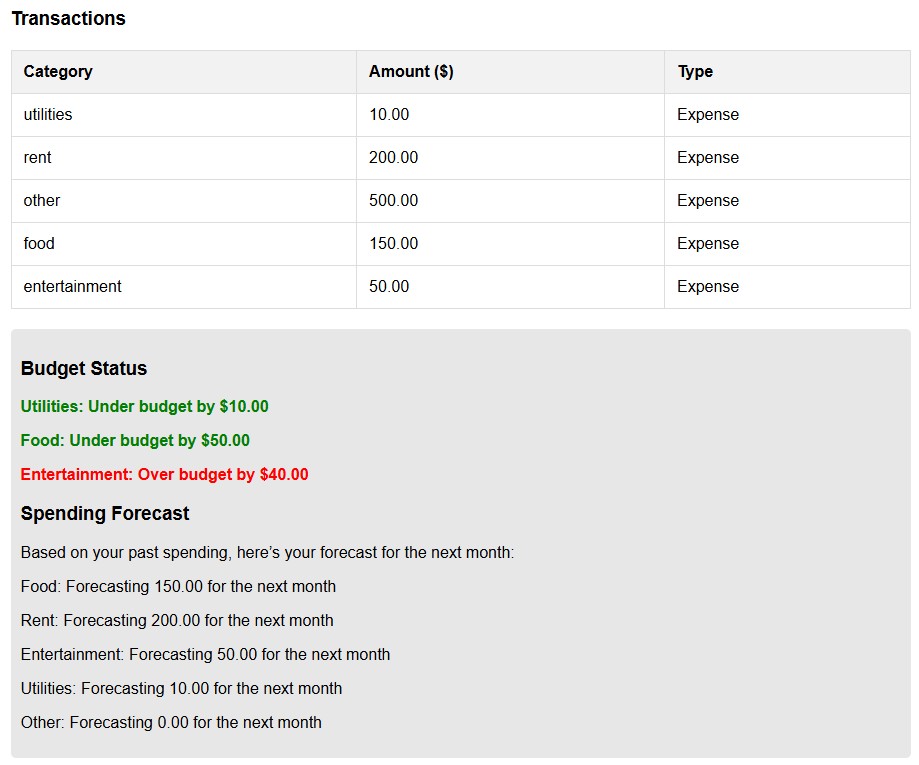 Transactions
Category Amount ($) Type
utilities 10.00 Expense
rent 200.00 Expense
other 500.00 Expense
food 150.00 Expense
entertainment 50.00 Expense
Budget Status
Utilities: Under budget by $10.00
Food: Under budget by $50.00
Entertainment: Over budget by $40.00
Spending Forecast
Based on your past spending, here’s your forecast for the next month:
Food: Forecasting 150.00 for the next month
Rent: Forecasting 200.00 for the next month
Entertainment: Forecasting 50.00 for the next month
Utilities: Forecasting 10.00 for the next month
Other: Forecasting 0.00 for the next month